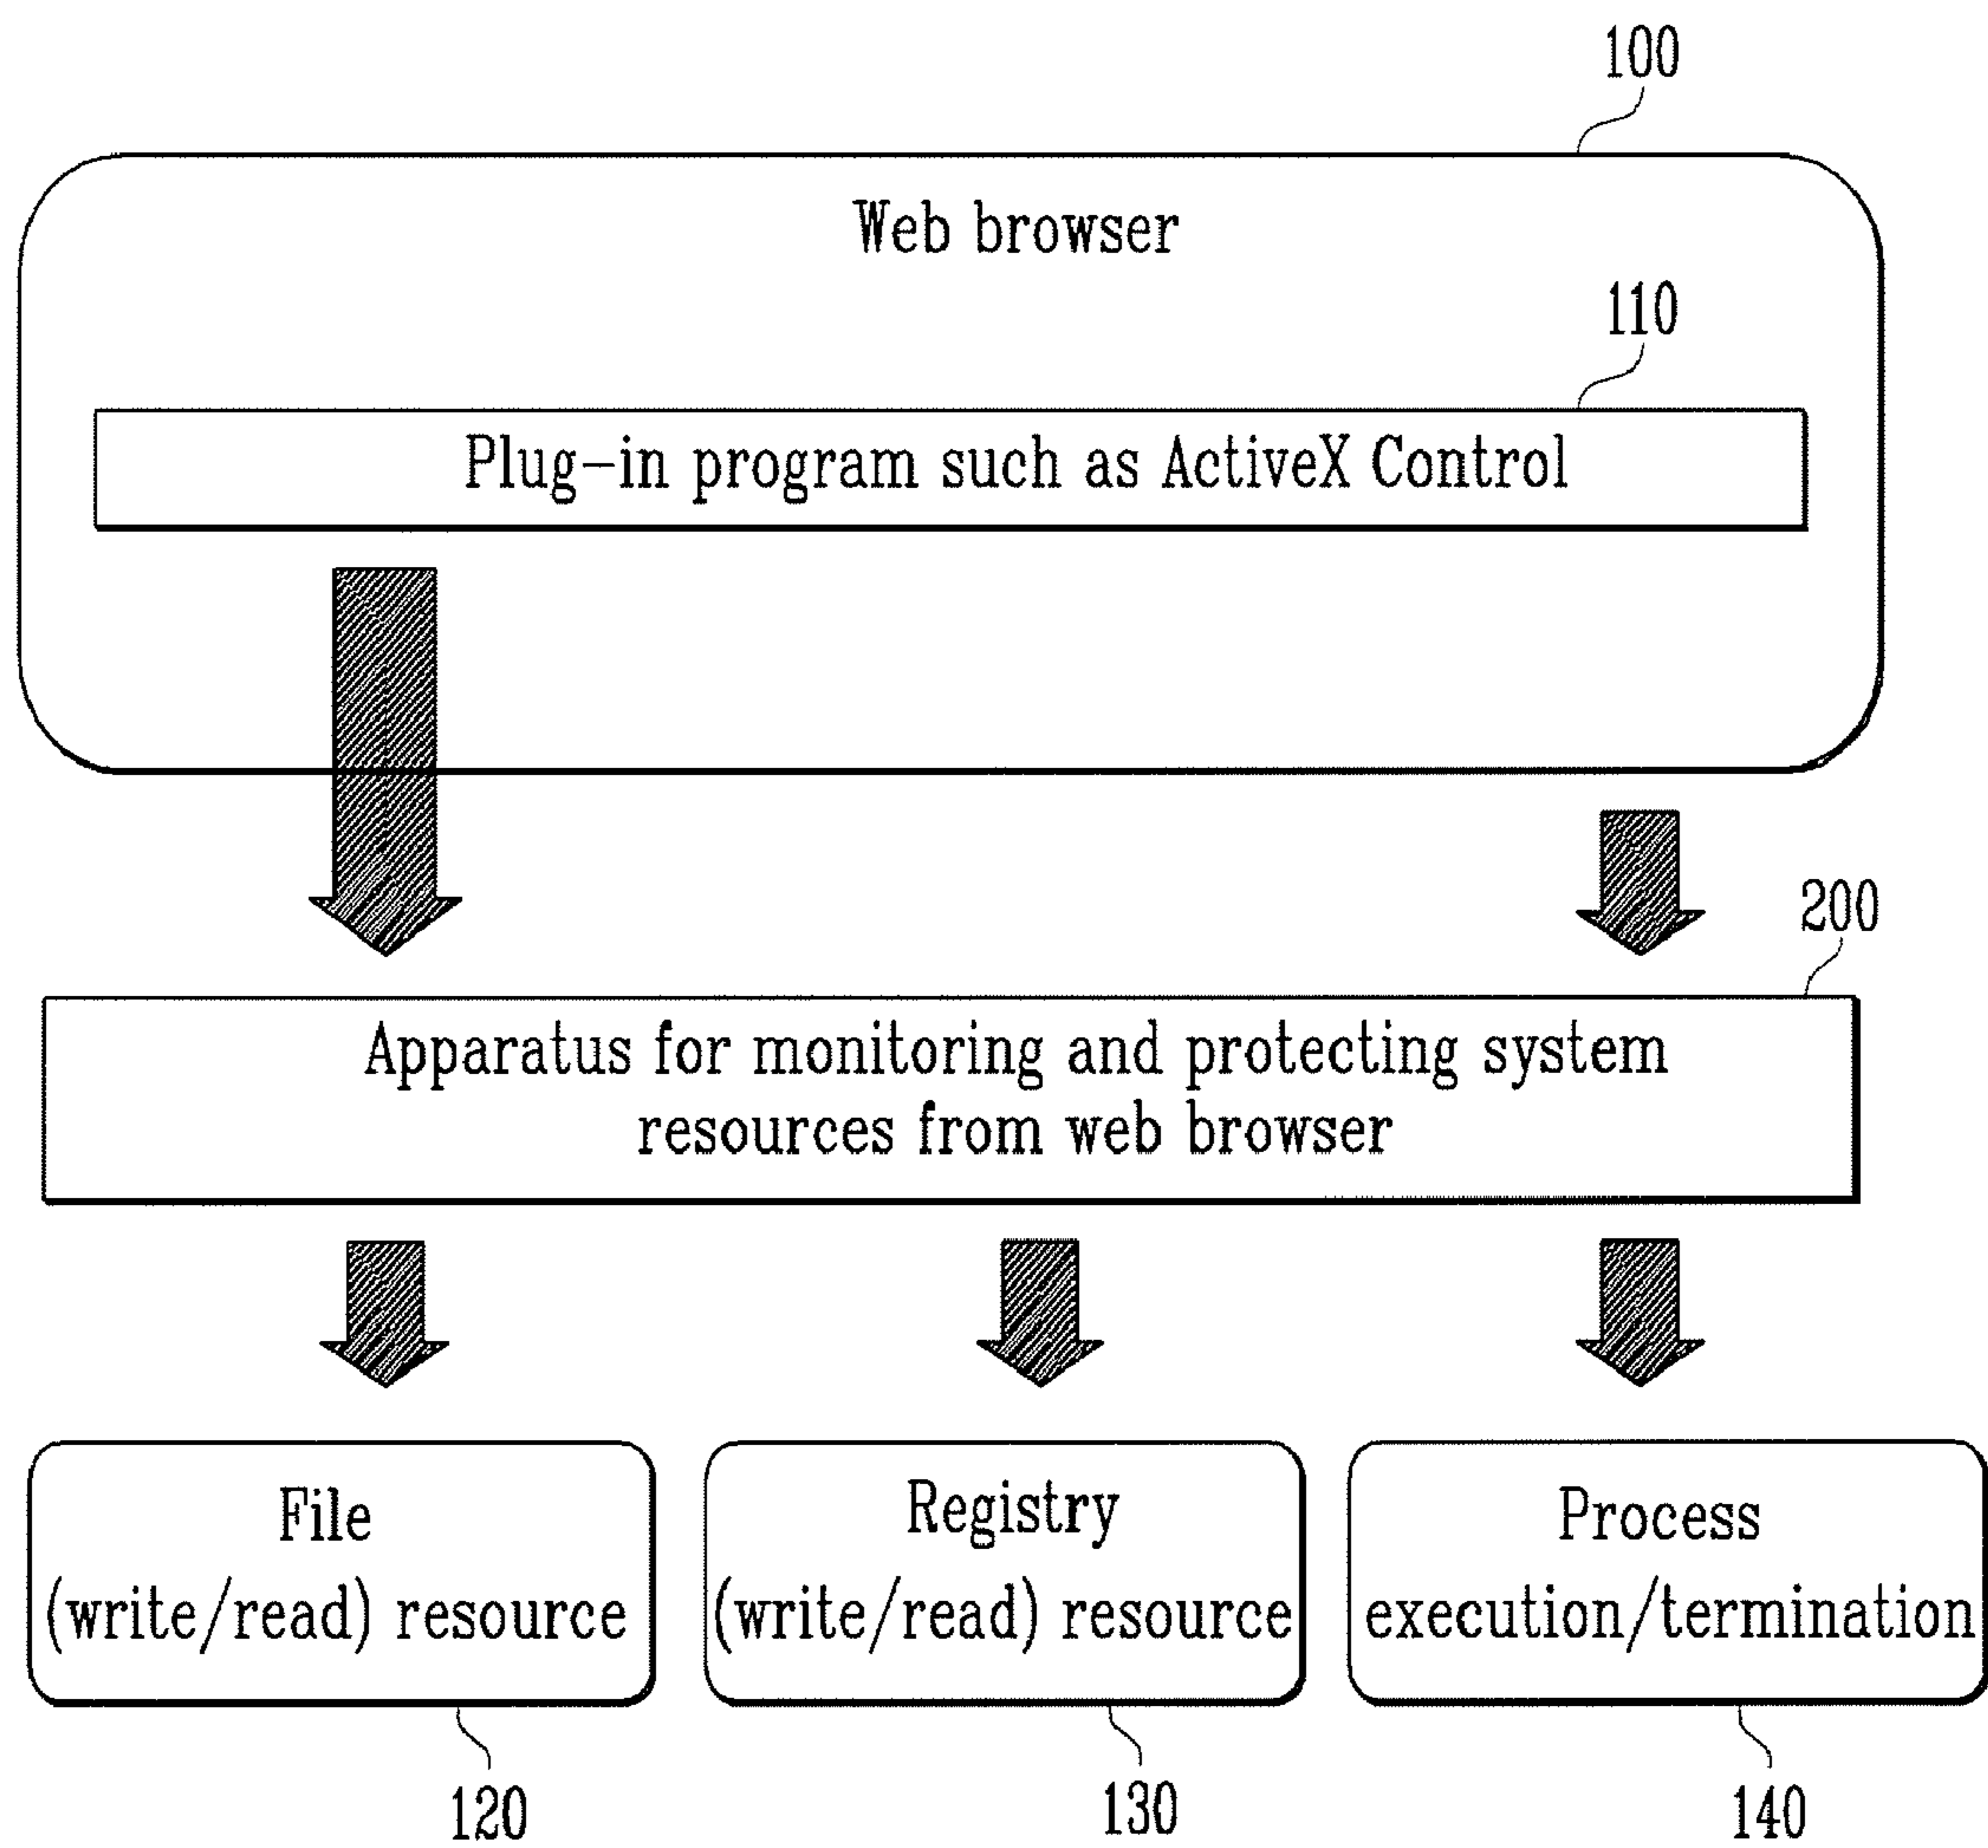 100
Web browser
110
Plug-in program such as ActiveX Control
200
Apparatus for monitoring and protecting system
resources from web browser
File
(write/read) resource
Registry
(write/read) resource
Process
execution/termination
120
130
140